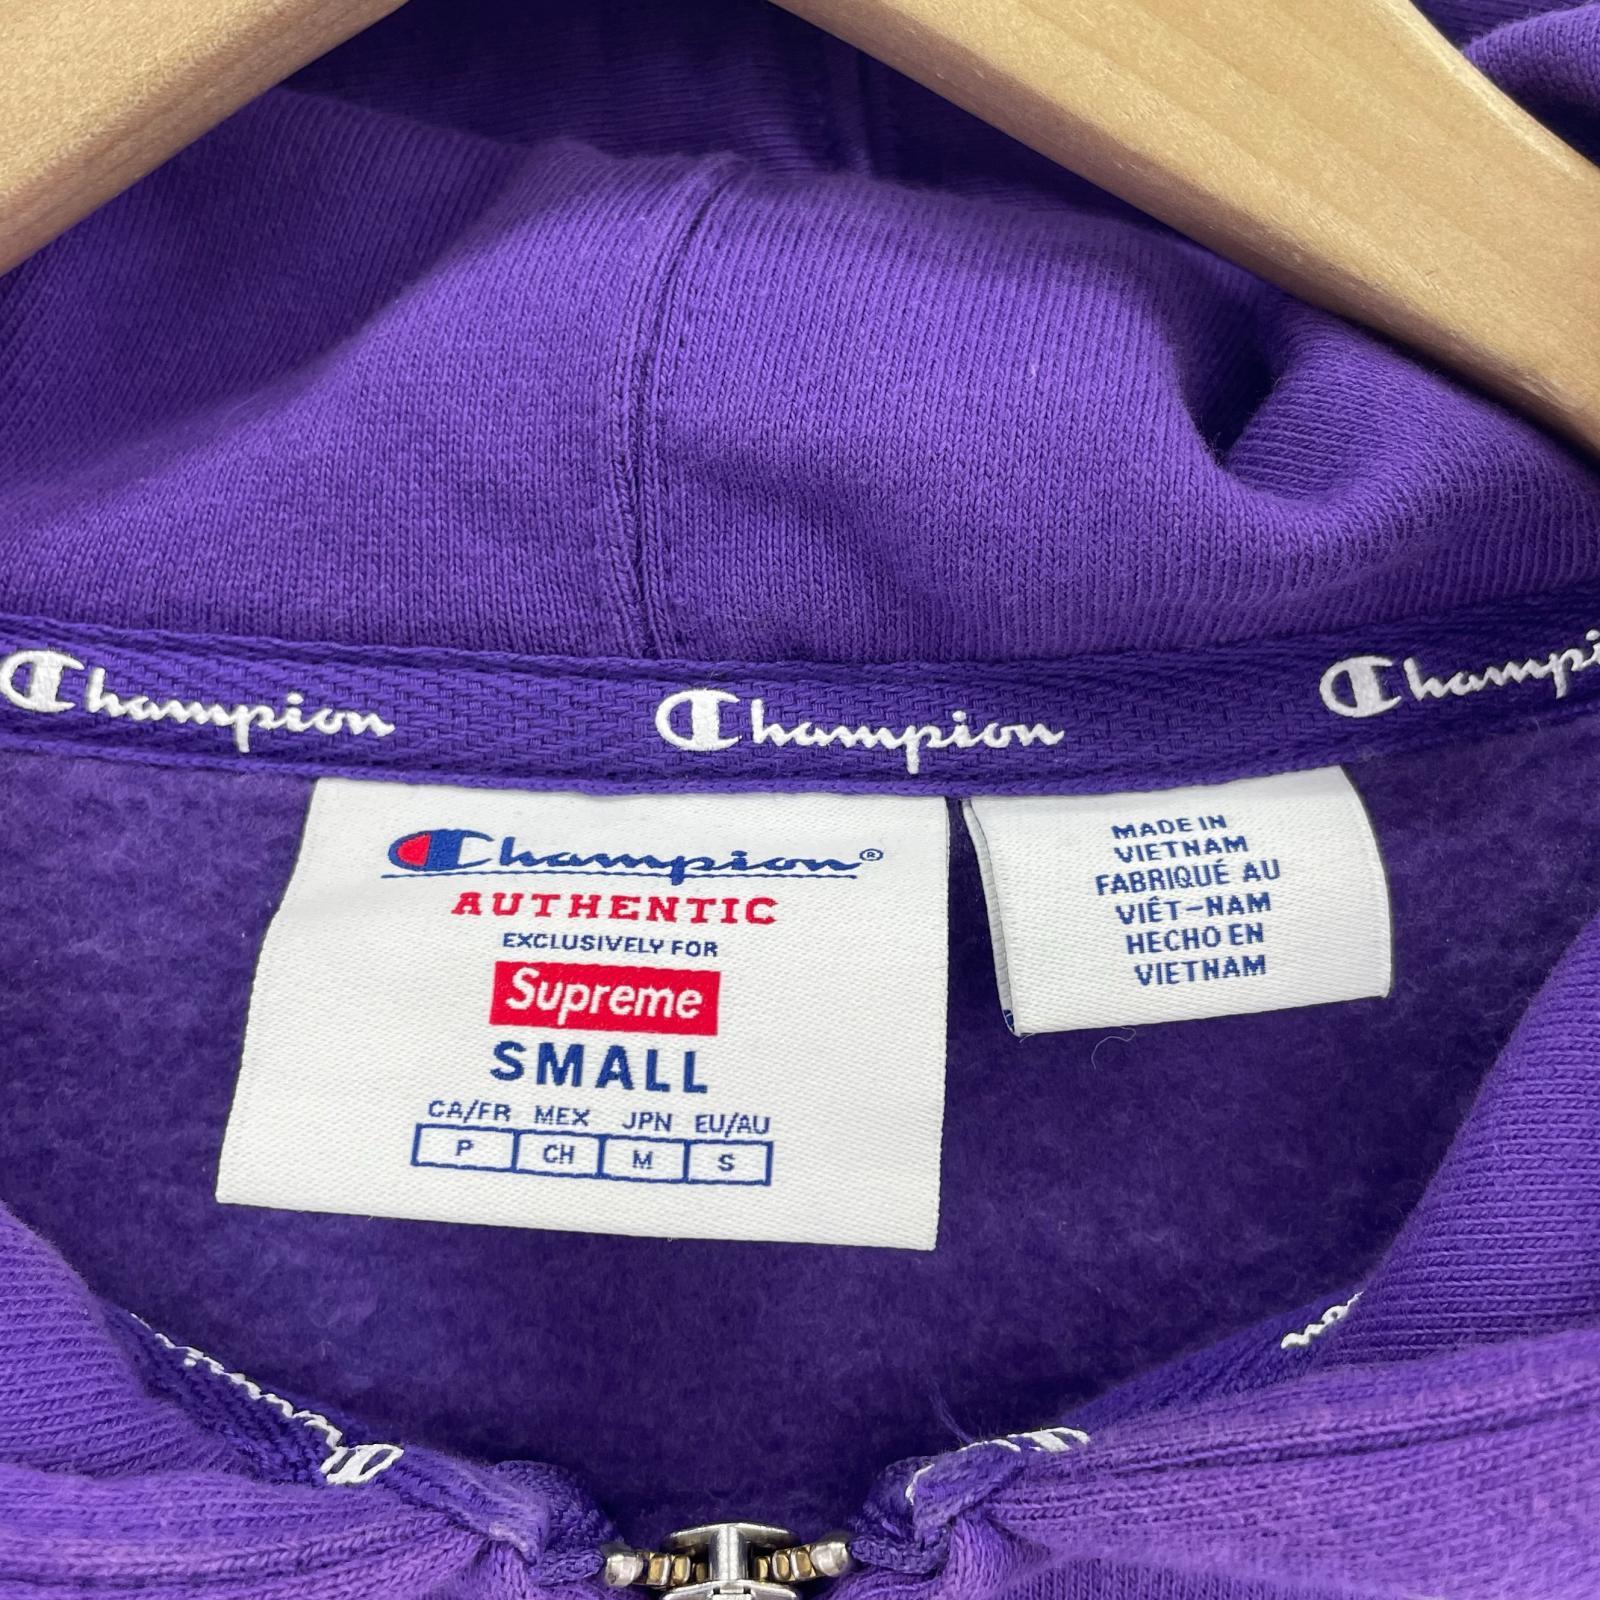 Champion Champion Champi
Champion®
AUTHENTIC
EXCLUSIVELY FOR
Supreme
SMALL
CA/FR MEX JPN EU/AU
P CH M S
MADE IN
VIETNAM
FABRIQUÉ AU
VIÊT-NAM
HECHO EN
VIETNAM